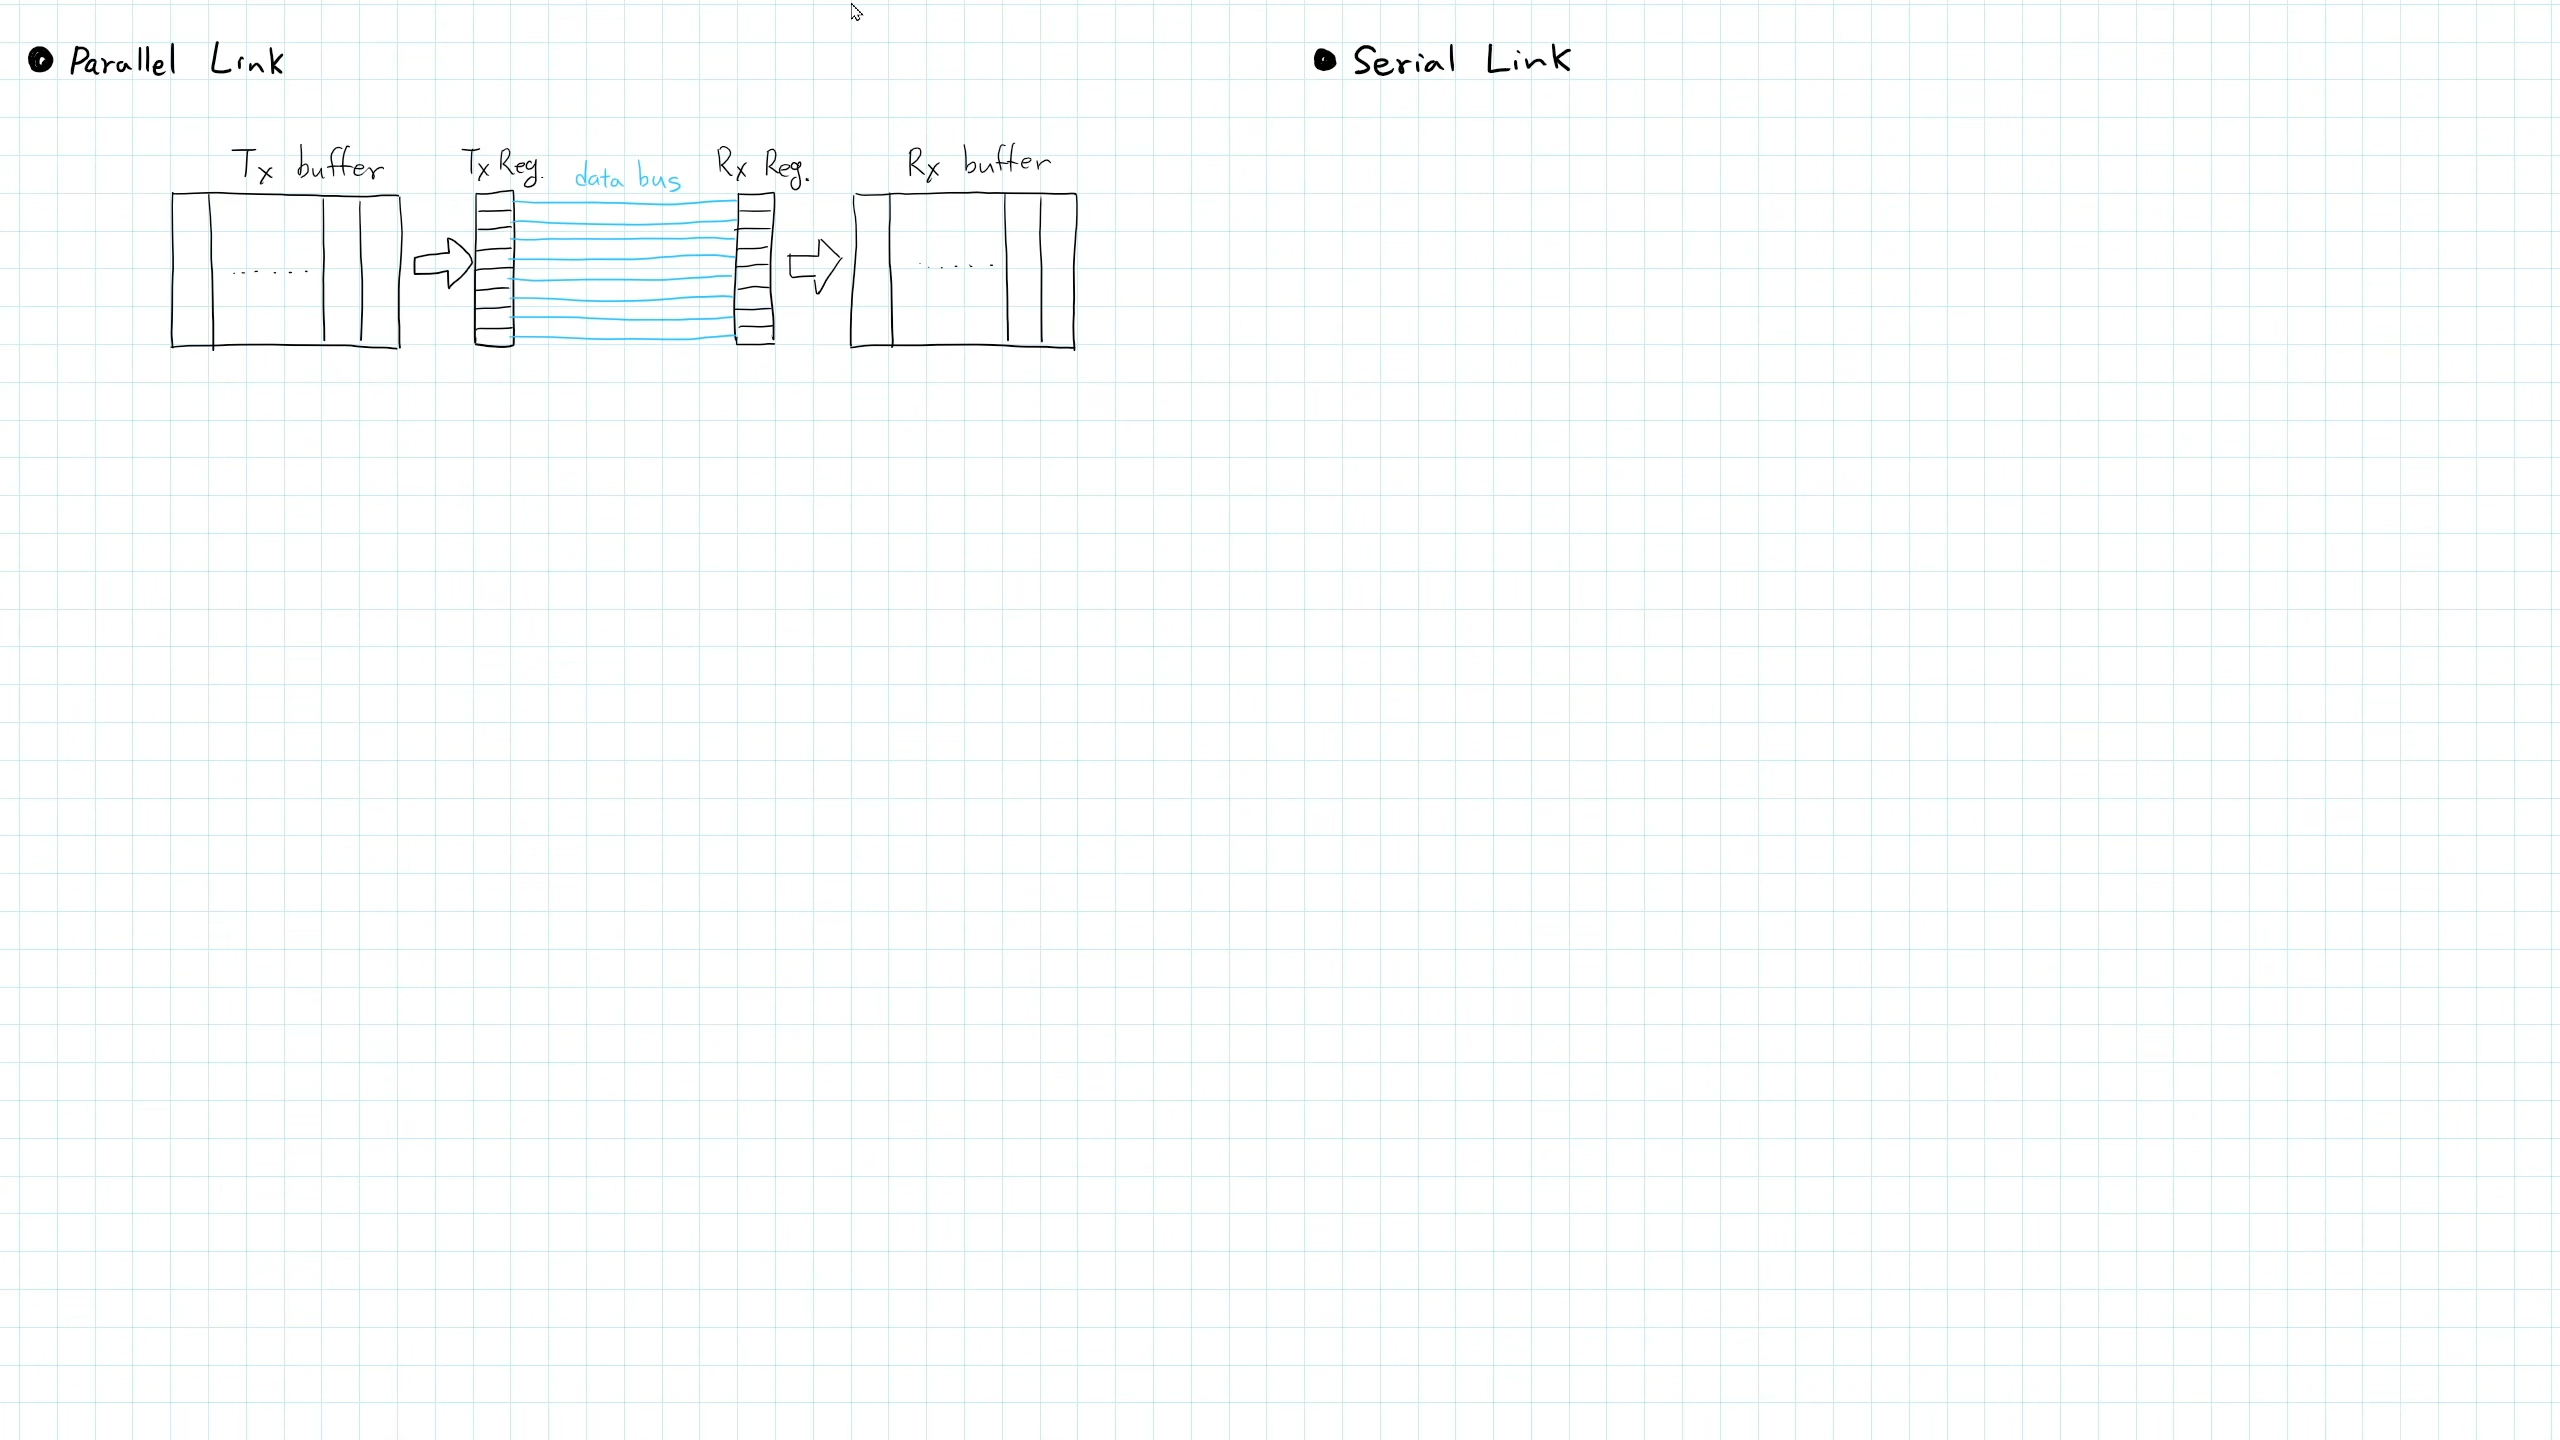 ● Parallel Link
Tx buffer
Tx Reg.
data bus
Rx Reg.
Rx buffer
● Serial Link